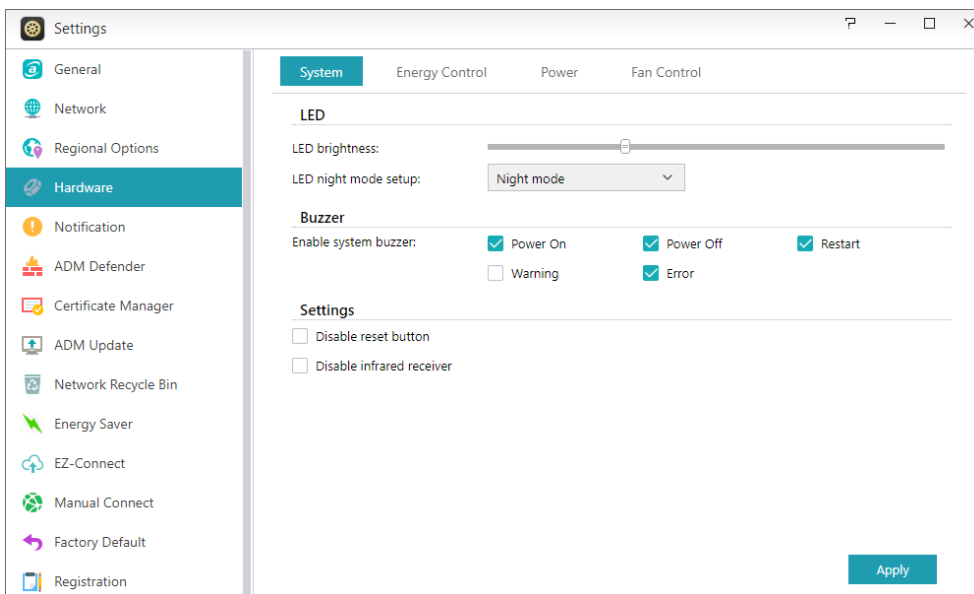 Settings
General
Network
Regional Options
Hardware
Notification
ADM Defender
Certificate Manager
ADM Update
Network Recycle Bin
Energy Saver
EZ-Connect
Manual Connect
Factory Default
Registration
System Energy Control Power Fan Control
LED
LED brightness:
LED night mode setup: Night mode
Buzzer
Enable system buzzer: Power On Power Off Restart
Warning Error
Settings
Disable reset button
Disable infrared receiver
Apply